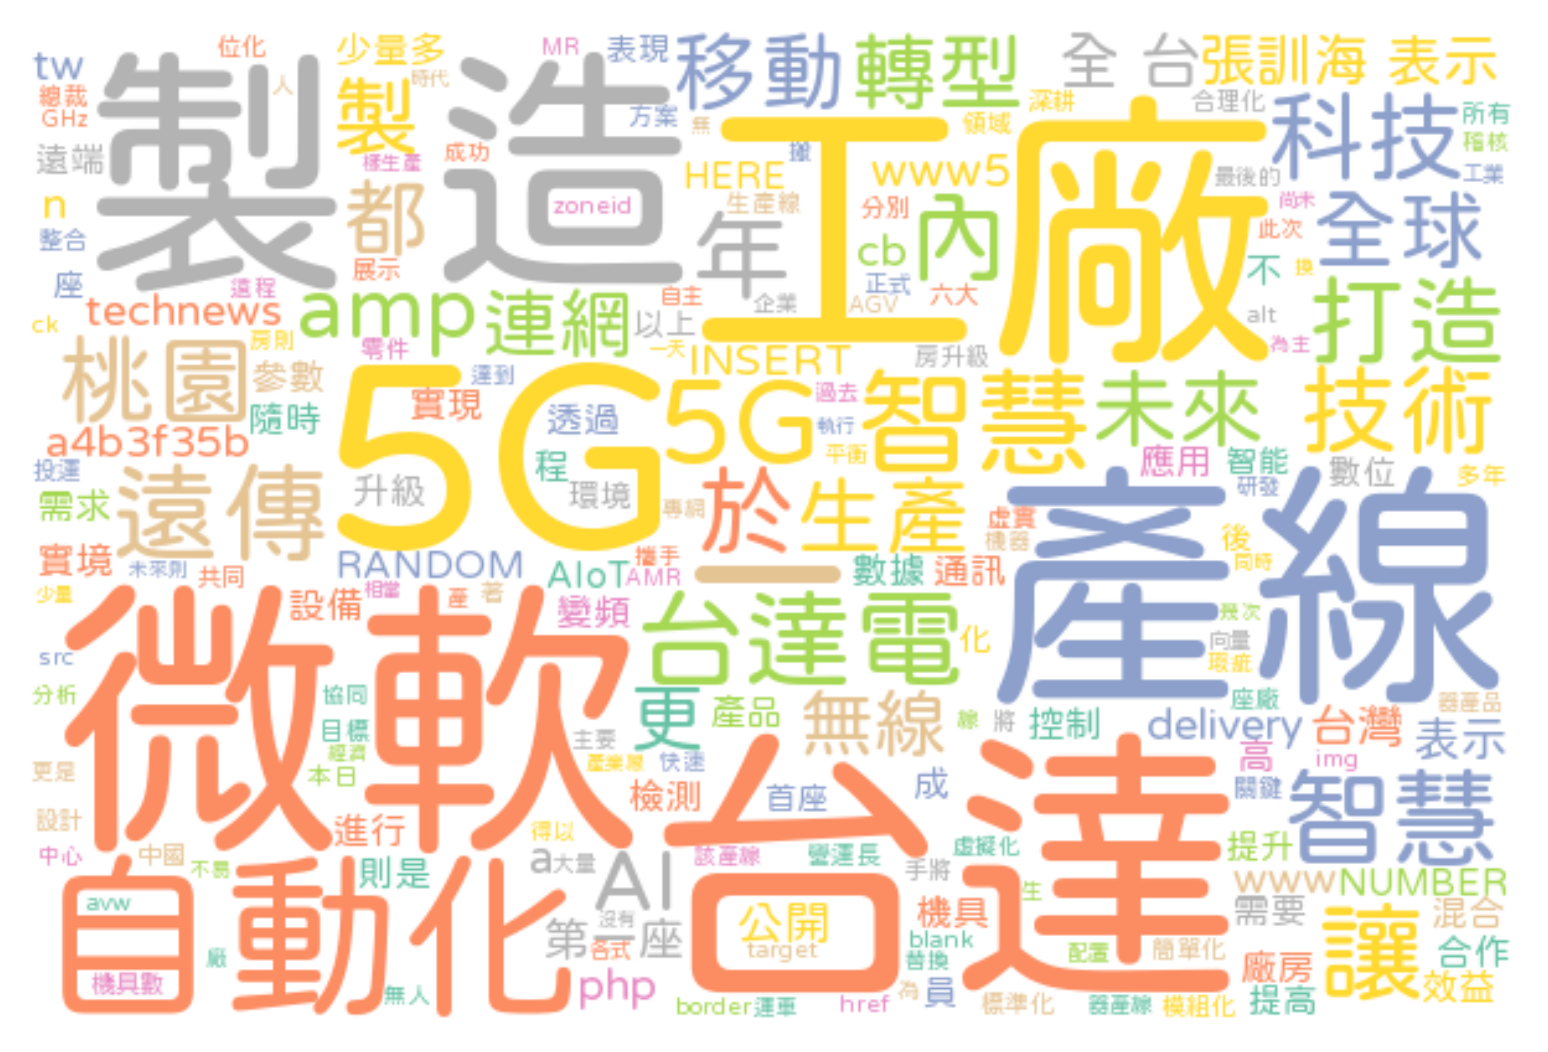 tw
位化
少量多
MR
表現
移動
轉型
全 台
張訓海 表示
總裁
GHz
人
製
時代
造
製
方案
無
深耕
合理化
科技
所有
稽核
遠端
樣生產
成功
工廠
領域
搬
HERE
www5
最後的
工業
n
都
zoneid
生產線
年
分別
內
尚未
全球
整合
展示
cb
此次
座
遠程
technews
amp
連網
自主
以上
企業
正式
AGV
六大
不
換
alt
打造
ck
房則
零件
一天
INSERT
房升級
為主
桃園
參數
達到
5G
5G
過去
智慧
未來
技術
隨時
實現
透過
執行
a4b3f35b
平衡
投運
遠傳
升級
程
環境
專網
於
生產
應用
智能
數位
多年
需求
研發
虛實
機器
產線
後
同時
實境
未來則
共同
RANDOM
AIoT
攜手
AMR
一
數據
通訊
少量
微軟
設備
相當
產
著
變頻
台達電
化
幾次
向量
瑕疵
src
分析
協同
目標
經濟
更
產品
無線
線
將
控制
座廠
器產品
delivery
台灣
表示
更是
本日
主要
產業線
快速
高
img
設計
進行
檢測
首座
成
台達
關鍵
智慧
得以
中心
中國
不易
自動化
則是
a
大量
AI
該產線
營運長
手將
虛擬化
提升
生
www
NUMBER
avw
沒有
第一座
各式
公開
target
機具
需要
讓
混合
廠
blank
替換
配置
簡單化
廠房
合作
機具數
無人
php
border
運車
href
為
員
標準化
器產線
模組化
提高
效益